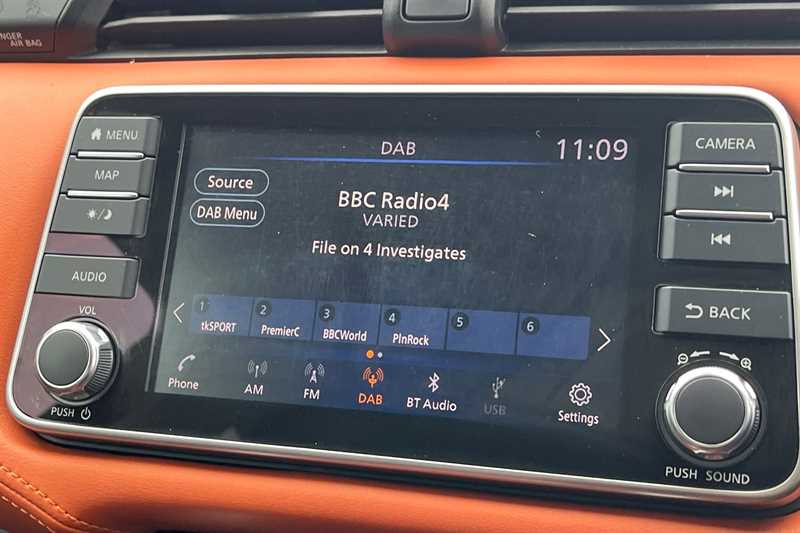 NGER
AIR BAG
MENU
MAP
AUDIO
VOL
PUSH
DAB
11:09
Source
DAB Menu
BBC Radio4
VARIED
File on 4 Investigates
1
tkSPORT
2
PremierC
3
BBCWorld
4
PlnRock
5
6
Phone
AM
FM
DAB
BT Audio
USB
Settings
CAMERA
BACK
PUSH SOUND